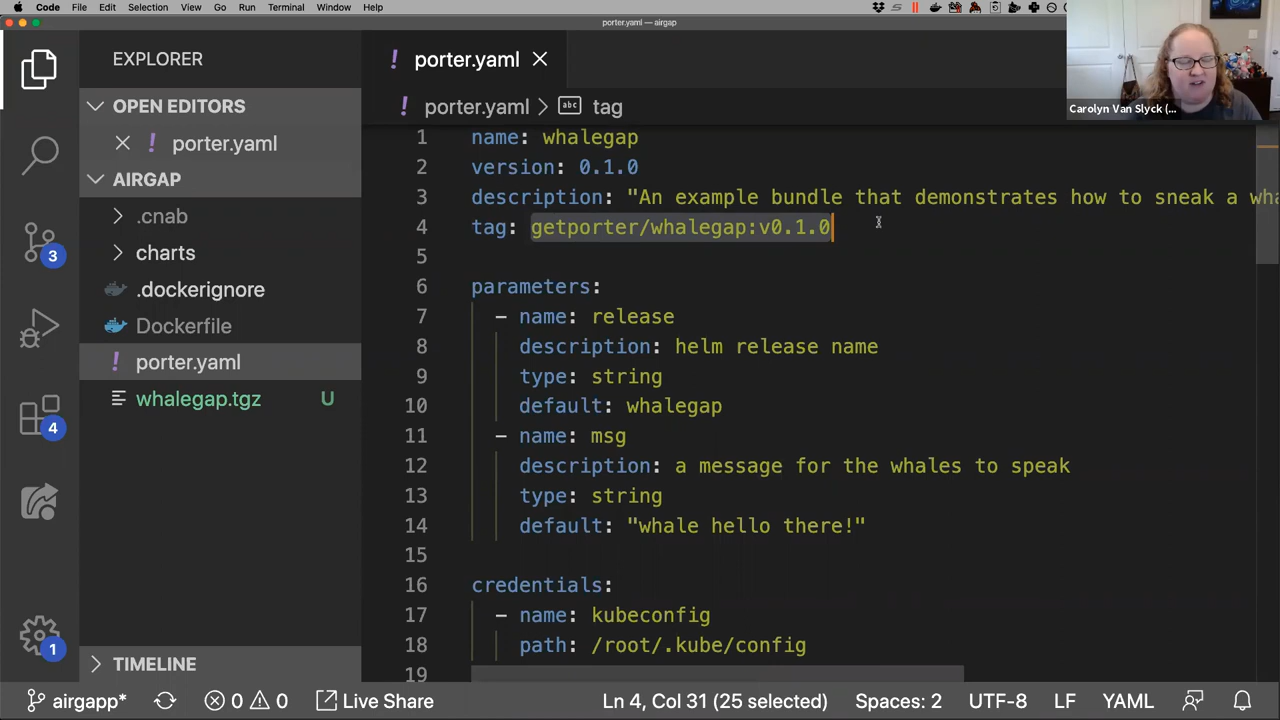 Code File Edit Selection View Go Run Terminal Window Help
porter.yaml — airgap
EXPLORER
OPEN EDITORS
porter.yaml
AIRGAP
.cnab
charts
.dockerignore
Dockerfile
porter.yaml
whalegap.tgz U
TIMELINE
3
4
1
porter.yaml
porter.yaml > tag
1 name: whalegap
2 version: 0.1.0
3 description: "An example bundle that demonstrates how to sneak a wha
4 tag: getporter/whalegap:v0.1.0
5
6 parameters:
7 - name: release
8 description: helm release name
9 type: string
10 default: whalegap
11 - name: msg
12 description: a message for the whales to speak
13 type: string
14 default: "whale hello there!"
15
16 credentials:
17 - name: kubeconfig
18 path: /root/.kube/config
19
Carolyn Van Slyck (...
airgapp* 0 0 Live Share Ln 4, Col 31 (25 selected) Spaces: 2 UTF-8 LF YAML